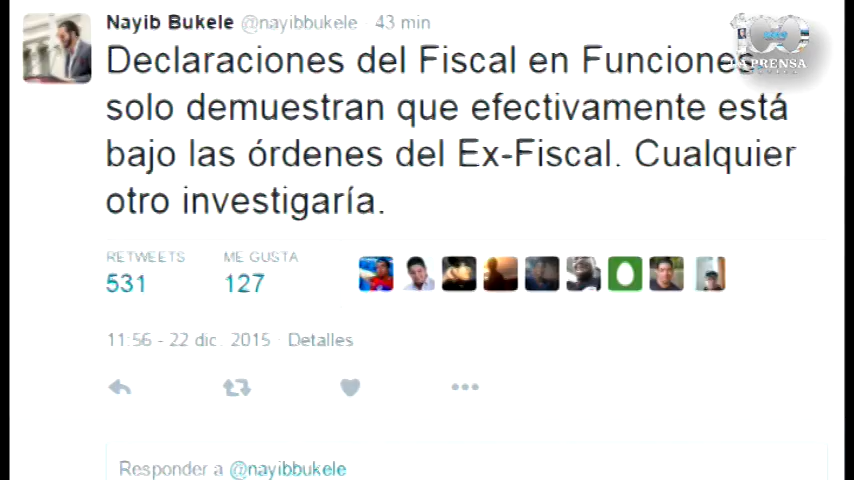 Nayib Bukele @nayibbukele · 43 min
Declaraciones del Fiscal en Funciones
solo demuestran que efectivamente está
bajo las órdenes del Ex-Fiscal. Cualquier
otro investigaría.
RETWEETS ME GUSTA
531 127
11:56 - 22 dic. 2015 · Detalles
Responder a @nayibbukele
100
LA PRENSA